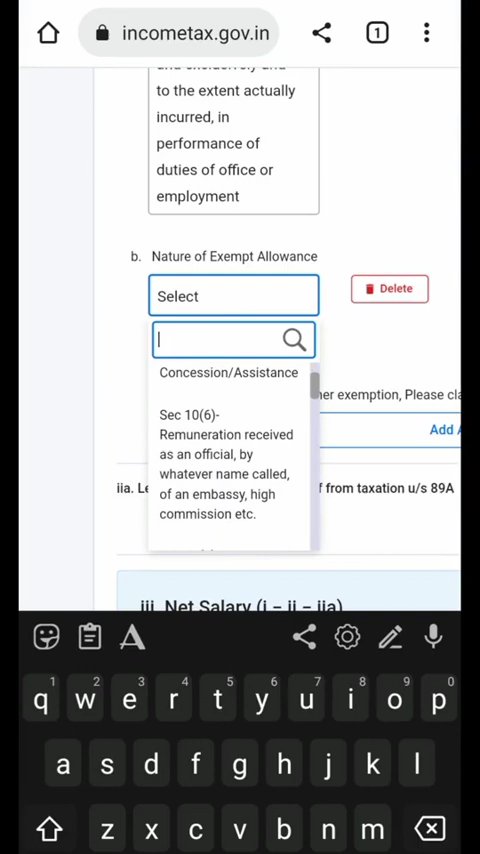 incometax.gov.in
1
to the extent actually
incurred, in
performance of
duties of office or
employment
b. Nature of Exempt Allowance
Select
Delete
Concession/Assistance
her exemption, Please cla
Sec 10(6)-
Remuneration received
as an official, by
whatever name called,
of an embassy, high
commission etc.
Add A
iia. Le
f from taxation u/s 89A
iii. Net Salary (i – ii – iia)
1 2 3 4 5 6 7 8 9 0
q w e r t y u i o p
a s d f g h j k l
z x c v b n m